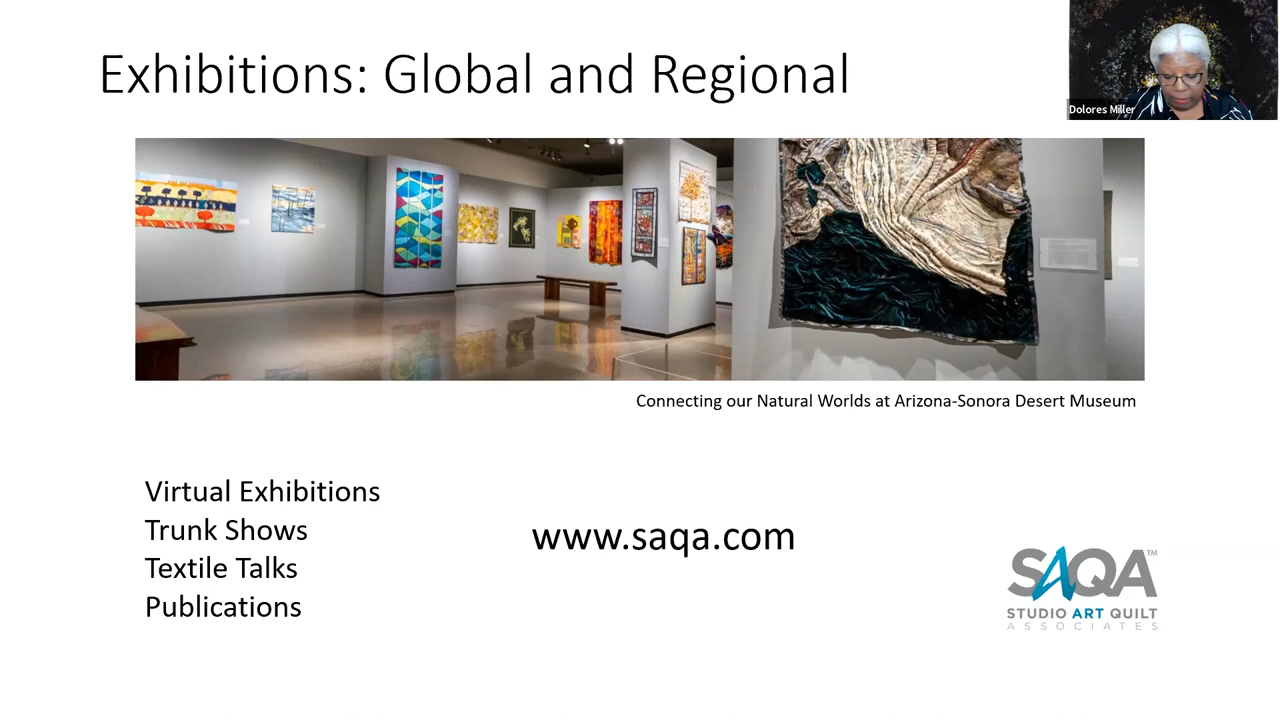 Exhibitions: Global and Regional
Dolores Miller
Connecting our Natural Worlds at Arizona-Sonora Desert Museum
Virtual Exhibitions
Trunk Shows
Textile Talks
Publications
www.saqa.com
SAQA™
STUDIO ART QUILT
ASSOCIATES